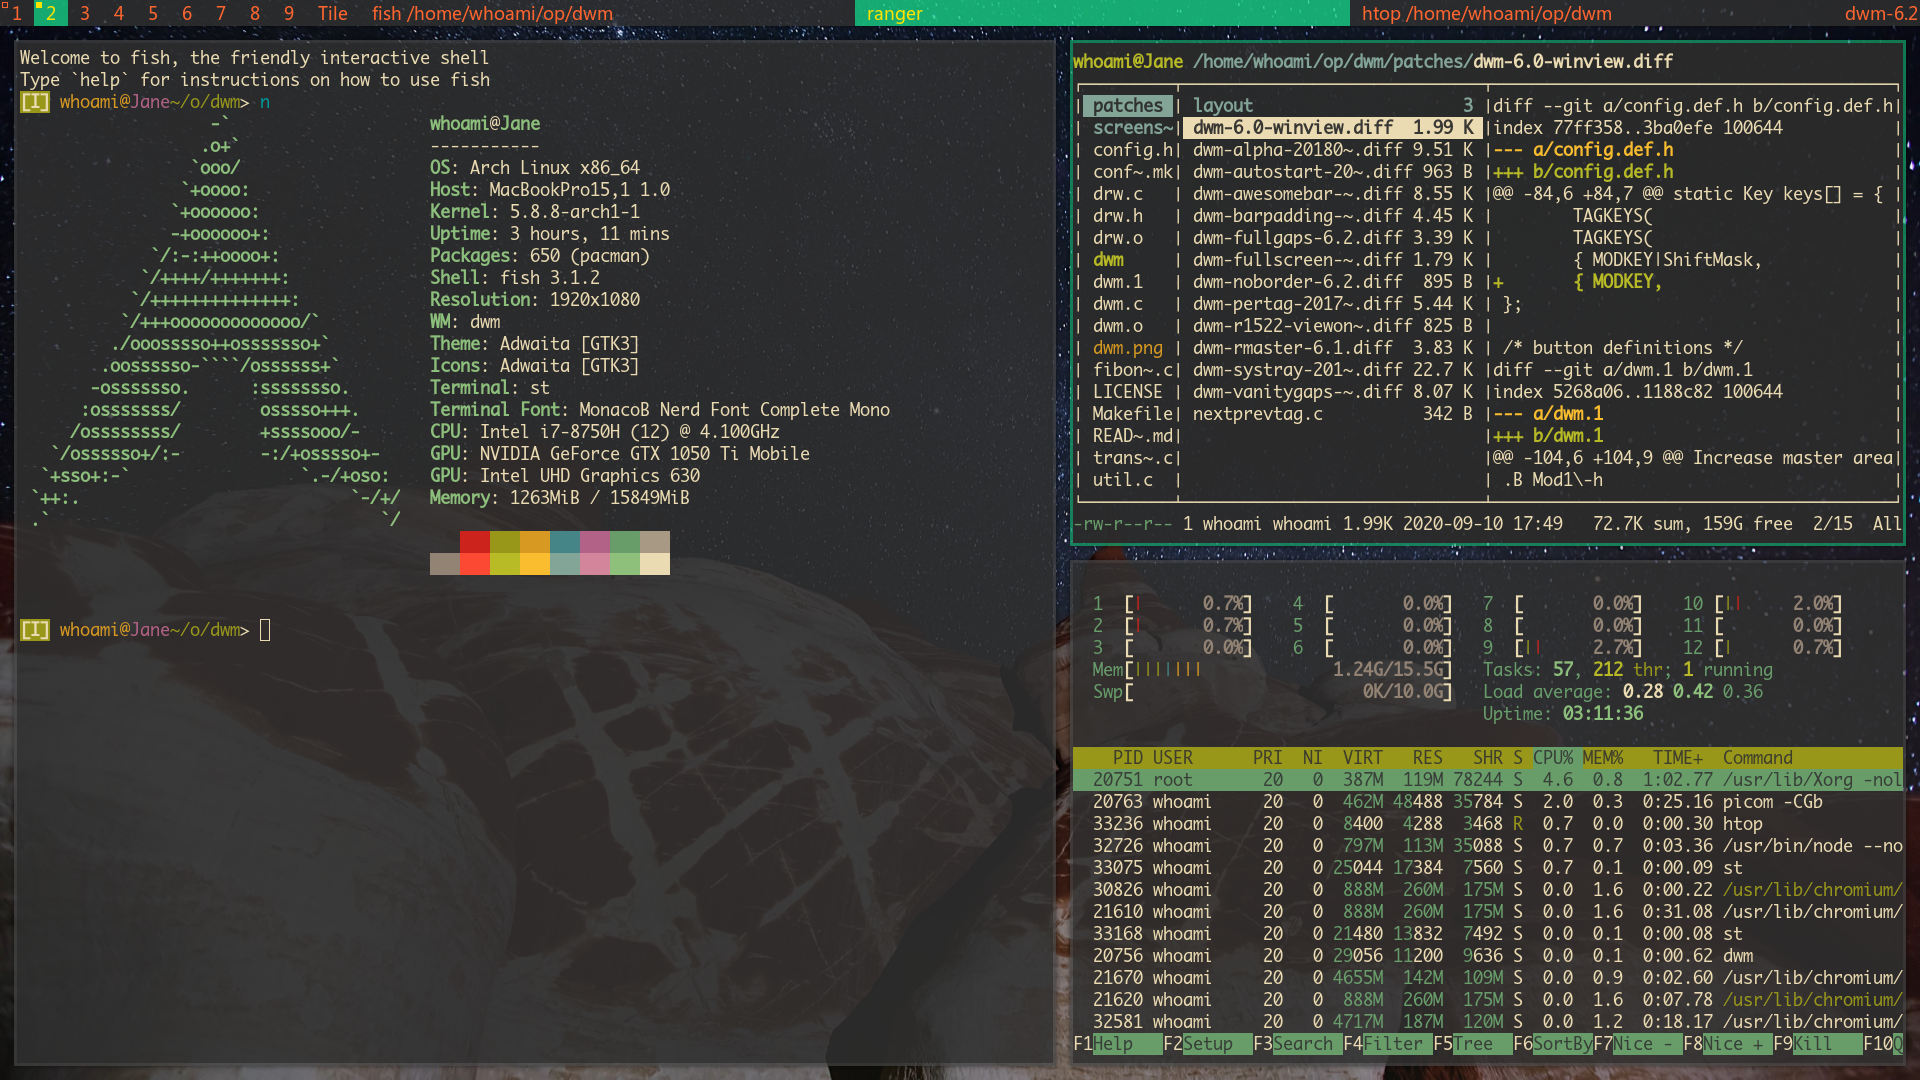 1 2 3 4 5 6 7 8 9 Tile fish /home/whoami/op/dwm ranger htop /home/whoami/op/dwm dwm-6.2
Welcome to fish, the friendly interactive shell
Type `help` for instructions on how to use fish
[I] whoami@Jane~/o/dwm> n
-`
.o+`
`ooo/
`+oooo:
`+oooooo:
-+oooooo+:
`/:-:++oooo+:
`/++++/+++++++:
`/++++++++++++++:
`/+++ooooooooooooo/`
./ooosssso++osssssso+`
.oossssso-````/ossssss+`
-osssssso. :ssssssso.
:osssssss/ osssso+++.
/ossssssss/ +ssssooo/-
`/ossssso+/:- -:/+osssso+-
`+sso+:-` `.-/+oso:
`++:. `-/+/
.` `/
whoami@Jane
-----------
OS: Arch Linux x86_64
Host: MacBookPro15,1 1.0
Kernel: 5.8.8-arch1-1
Uptime: 3 hours, 11 mins
Packages: 650 (pacman)
Shell: fish 3.1.2
Resolution: 1920x1080
WM: dwm
Theme: Adwaita [GTK3]
Icons: Adwaita [GTK3]
Terminal: st
Terminal Font: MonacoB Nerd Font Complete Mono
CPU: Intel i7-8750H (12) @ 4.100GHz
GPU: NVIDIA GeForce GTX 1050 Ti Mobile
GPU: Intel UHD Graphics 630
Memory: 1263MiB / 15849MiB
[I] whoami@Jane~/o/dwm>
whoami@Jane /home/whoami/op/dwm/patches/dwm-6.0-winview.diff
patches
screens~
config.h
conf~.mk
drw.c
drw.h
drw.o
dwm
dwm.1
dwm.c
dwm.o
dwm.png
fibon~.c
LICENSE
Makefile
READ~.md
trans~.c
util.c
layout 3
dwm-6.0-winview.diff 1.99 K
dwm-alpha-20180~.diff 9.51 K
dwm-autostart-20~.diff 963 B
dwm-awesomebar-~.diff 8.55 K
dwm-barpadding-~.diff 4.45 K
dwm-fullgaps-6.2.diff 3.39 K
dwm-fullscreen-~.diff 1.79 K
dwm-noborder-6.2.diff 895 B
dwm-pertag-2017~.diff 5.44 K
dwm-r1522-viewon~.diff 825 B
dwm-rmaster-6.1.diff 3.83 K
dwm-systray-201~.diff 22.7 K
dwm-vanitygaps-~.diff 8.07 K
nextprevtag.c 342 B
diff --git a/config.def.h b/config.def.h
index 77ff358..3ba0efe 100644
--- a/config.def.h
+++ b/config.def.h
@@ -84,6 +84,7 @@ static Key keys[] = {
TAGKEYS(
TAGKEYS(
{ MODKEY|ShiftMask,
+ { MODKEY,
};
/* button definitions */
diff --git a/dwm.1 b/dwm.1
index 5268a06..1188c82 100644
--- a/dwm.1
+++ b/dwm.1
@@ -104,6 +104,9 @@ Increase master area
.B Mod1\-h
-rw-r--r-- 1 whoami whoami 1.99K 2020-09-10 17:49 72.7K sum, 159G free 2/15 All
1 [| 0.7%] 4 [ 0.0%] 7 [ 0.0%] 10 [|| 2.0%]
2 [| 0.7%] 5 [ 0.0%] 8 [ 0.0%] 11 [ 0.0%]
3 [ 0.0%] 6 [ 0.0%] 9 [|| 2.7%] 12 [| 0.7%]
Mem[||||||| 1.24G/15.5G] Tasks: 57, 212 thr; 1 running
Swp[ 0K/10.0G] Load average: 0.28 0.42 0.36
Uptime: 03:11:36
PID USER PRI NI VIRT RES SHR S CPU% MEM% TIME+ Command
20751 root 20 0 387M 119M 78244 S 4.6 0.8 1:02.77 /usr/lib/Xorg -nol
20763 whoami 20 0 462M 48488 35784 S 2.0 0.3 0:25.16 picom -CGb
33236 whoami 20 0 8400 4288 3468 R 0.7 0.0 0:00.30 htop
32726 whoami 20 0 797M 113M 35088 S 0.7 0.7 0:03.36 /usr/bin/node --no
33075 whoami 20 0 25044 17384 7560 S 0.7 0.1 0:00.09 st
30826 whoami 20 0 888M 260M 175M S 0.0 1.6 0:00.22 /usr/lib/chromium/
21610 whoami 20 0 888M 260M 175M S 0.0 1.6 0:31.08 /usr/lib/chromium/
33168 whoami 20 0 21480 13832 7492 S 0.0 0.1 0:00.08 st
20756 whoami 20 0 29056 11200 9636 S 0.0 0.1 0:00.62 dwm
21670 whoami 20 0 4655M 142M 109M S 0.0 0.9 0:02.60 /usr/lib/chromium/
21620 whoami 20 0 888M 260M 175M S 0.0 1.6 0:07.78 /usr/lib/chromium/
32581 whoami 20 0 4717M 187M 120M S 0.0 1.2 0:18.17 /usr/lib/chromium/
F1Help F2Setup F3Search F4Filter F5Tree F6SortBy F7Nice - F8Nice + F9Kill F10Q